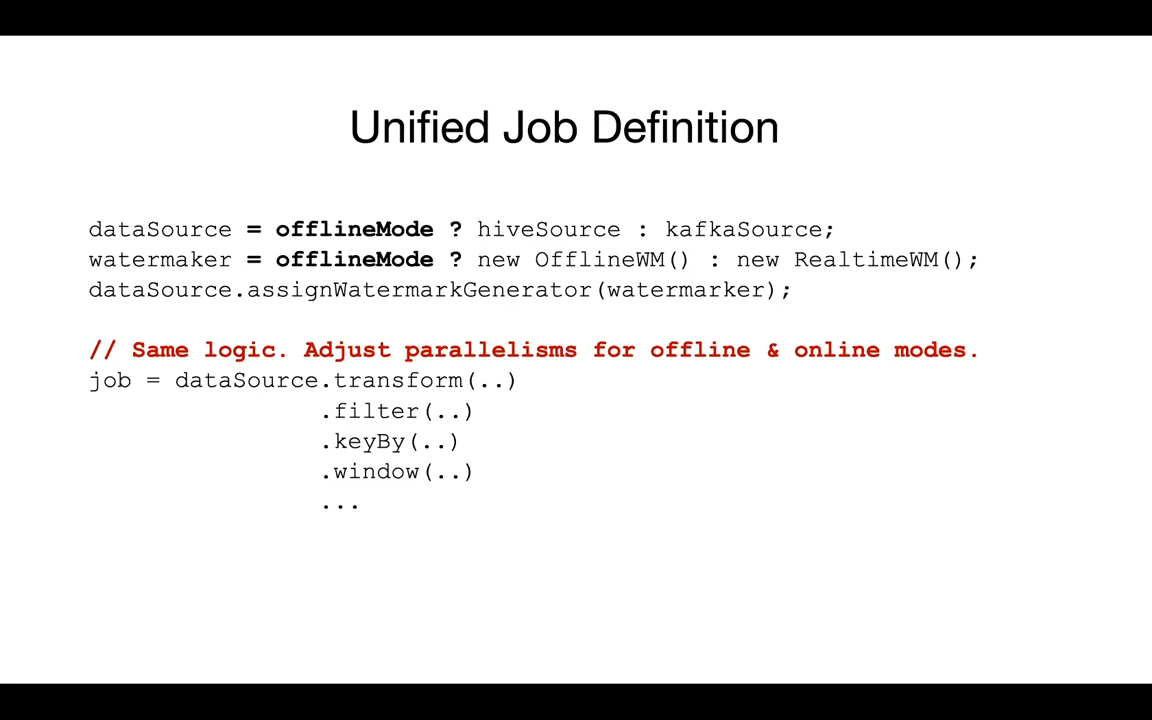 Unified Job Definition
dataSource = offlineMode ? hiveSource : kafkaSource;
watermaker = offlineMode ? new OfflineWM() : new RealtimeWM();
dataSource.assignWatermarkGenerator(watermarker);
// Same logic. Adjust parallelisms for offline & online modes.
job = dataSource.transform(..)
.filter(..)
.keyBy(..)
.window(..)
...